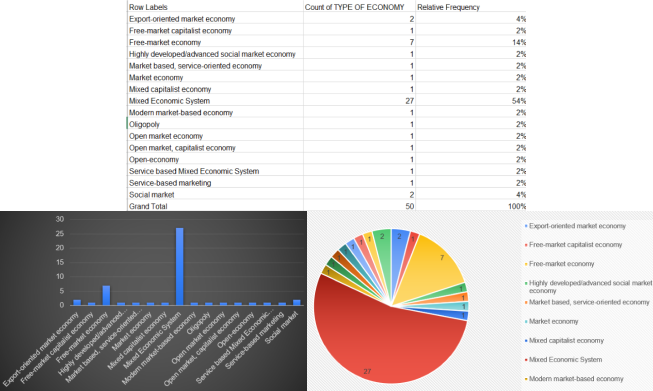 Row Labels Count of TYPE OF ECONOMY Relative Frequency
Export-oriented market economy 2 4%
Free-market capitalist economy 1 2%
Free-market economy 7 14%
Highly developed/advanced social market economy 1 2%
Market based, service-oriented economy 1 2%
Market economy 1 2%
Mixed capitalist economy 1 2%
Mixed Economic System 27 54%
Modern market-based economy 1 2%
Oligopoly 1 2%
Open market economy 1 2%
Open market, capitalist economy 1 2%
Open-economy 1 2%
Service based Mixed Economic System 1 2%
Service-based marketing 1 2%
Social market 2 4%
Grand Total 50 100%
30
25
20
15
10
5
0
Export-oriented market economy
Free-market capitalist economy
Free-market economy
Highly developed/advanced...
Market based, service-oriented...
Market economy
Mixed capitalist economy
Mixed Economic System
Modern market-based economy
Oligopoly
Open market economy
Open market, capitalist economy
Open-economy
Service based Mixed Economic...
Service-based marketing
Social market
2
1
7
1
1
1
1
27
1
1
1
1
1
1
1
2
Export-oriented market economy
Free-market capitalist economy
Free-market economy
Highly developed/advanced social market
economy
Market based, service-oriented economy
Market economy
Mixed capitalist economy
Mixed Economic System
Modern market-based economy